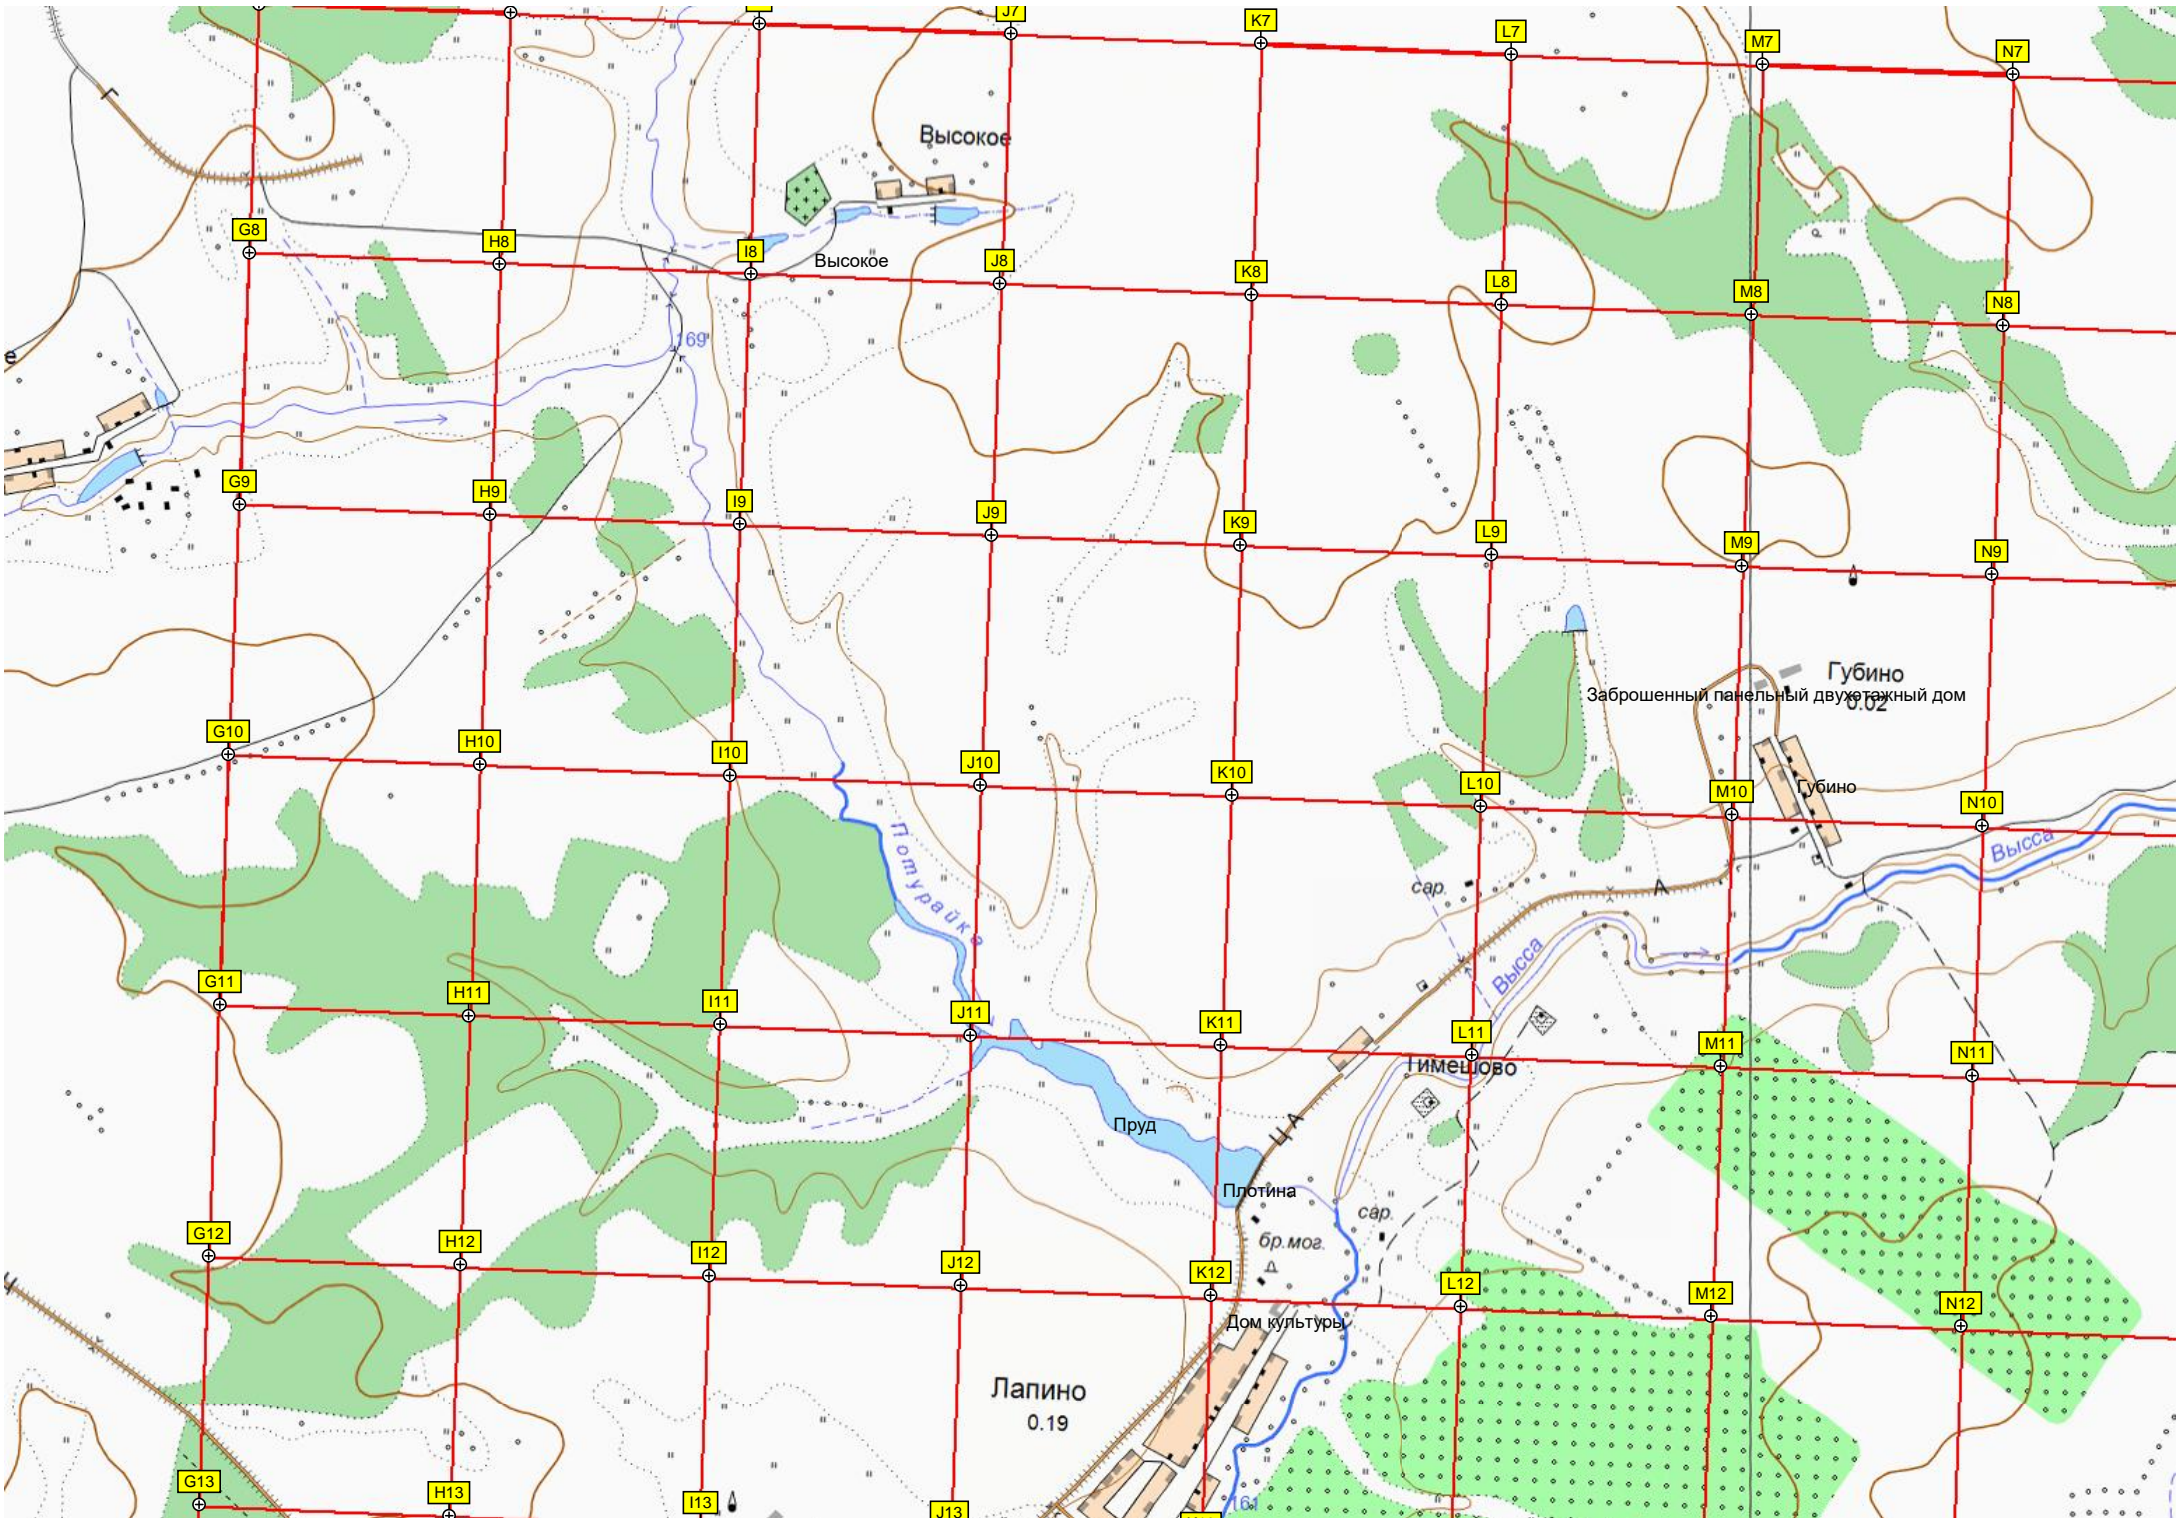 J7
K7
L7
M7
N7
Высокое
G8
H8
I8
Высокое
J8
K8
L8
M8
N8
169
е
G9
H9
I9
J9
K9
L9
M9
N9
Губино
Заброшенный панельный двухэтажный дом
0.02
G10
H10
I10
J10
K10
L10
M10
Губино
N10
Потурайка
Высса
сар.
А
Высса
G11
H11
I11
J11
K11
L11
M11
N11
Тимешово
Пруд
ЦА
Плотина
сар.
бр.мог.
G12
H12
I12
J12
K12
L12
M12
N12
Дом культуры
Лапино
0.19
G13
H13
I13
J13
161